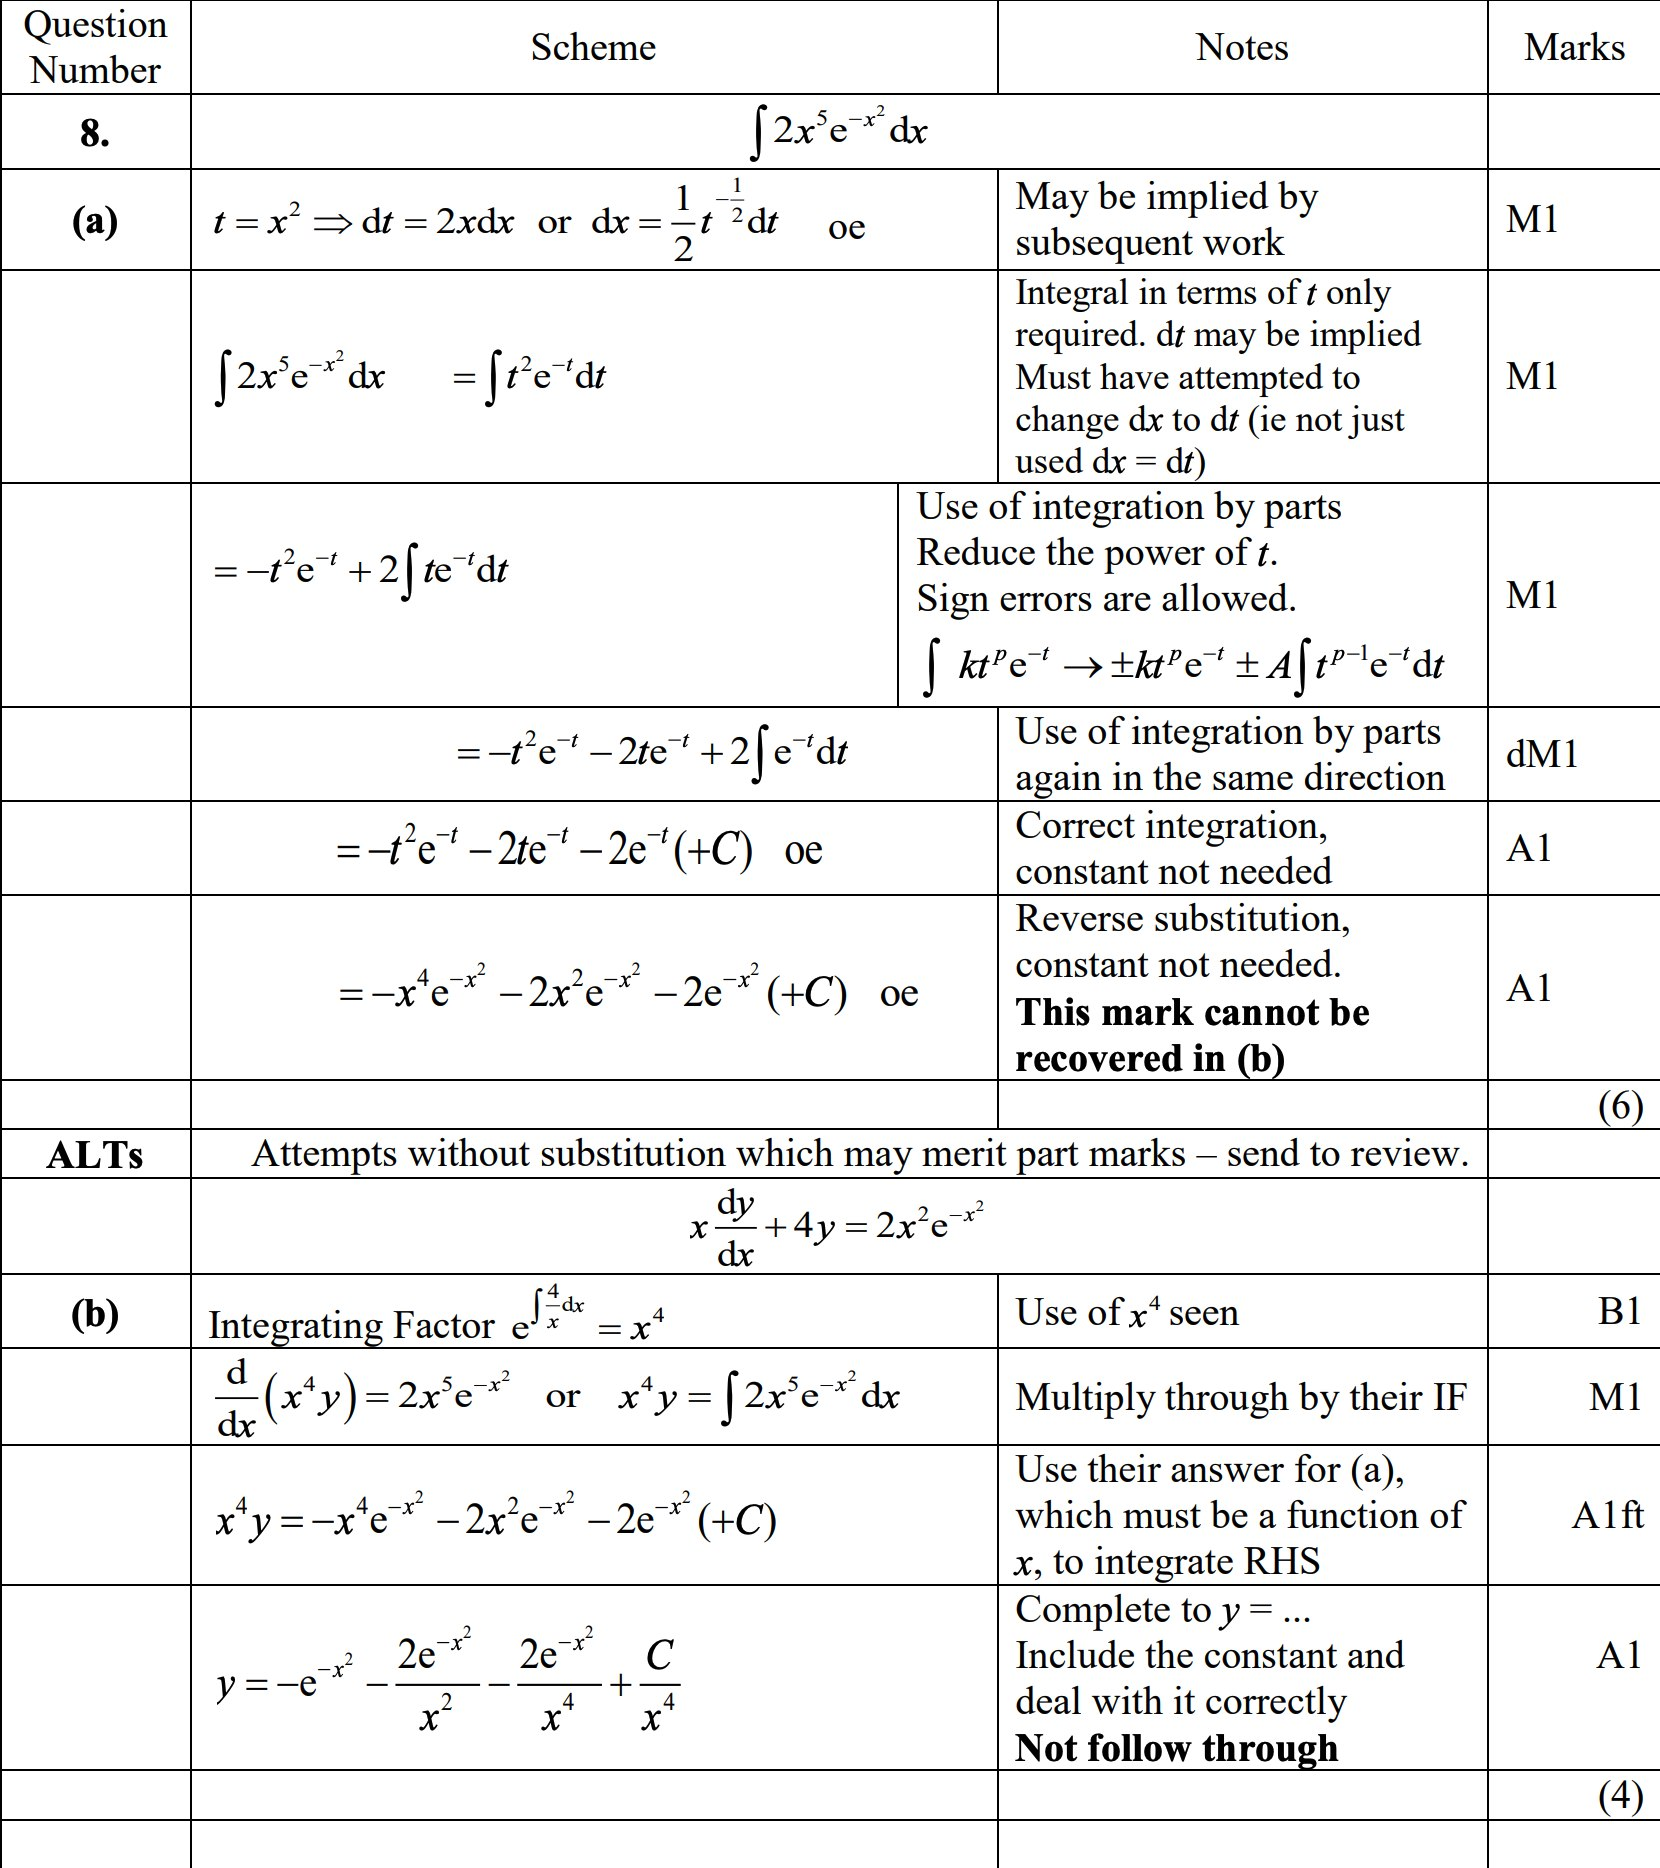 Question Number | Scheme | Notes | Marks
8. | ∫2x⁵e^(−x²)dx
(a) | t = x² ⟹ dt = 2xdx or dx = (1/2)t^(−1/2)dt oe | May be implied by subsequent work | M1
∫2x⁵e^(−x²)dx = ∫t²e^(−t)dt | Integral in terms of t only required. dt may be implied Must have attempted to change dx to dt (ie not just used dx = dt) | M1
= −t²e^(−t) + 2∫te^(−t)dt | Use of integration by parts Reduce the power of t. Sign errors are allowed. ∫ kt^p e^(−t) → ±kt^p e^(−t) ± A∫t^(p−1)e^(−t)dt | M1
= −t²e^(−t) − 2te^(−t) + 2∫e^(−t)dt | Use of integration by parts again in the same direction | dM1
= −t²e^(−t) − 2te^(−t) − 2e^(−t) (+C) oe | Correct integration, constant not needed | A1
= −x⁴e^(−x²) − 2x²e^(−x²) − 2e^(−x²) (+C) oe | Reverse substitution, constant not needed. This mark cannot be recovered in (b) | A1
(6)
ALTs | Attempts without substitution which may merit part marks – send to review.
x dy/dx + 4y = 2x²e^(−x²)
(b) | Integrating Factor e^(∫(4/x)dx) = x⁴ | Use of x⁴ seen | B1
d/dx (x⁴y) = 2x⁵e^(−x²) or x⁴y = ∫2x⁵e^(−x²)dx | Multiply through by their IF | M1
x⁴y = −x⁴e^(−x²) − 2x²e^(−x²) − 2e^(−x²) (+C) | Use their answer for (a), which must be a function of x, to integrate RHS | A1ft
y = −e^(−x²) − 2e^(−x²)/x² − 2e^(−x²)/x⁴ + C/x⁴ | Complete to y = ... Include the constant and deal with it correctly Not follow through | A1
(4)